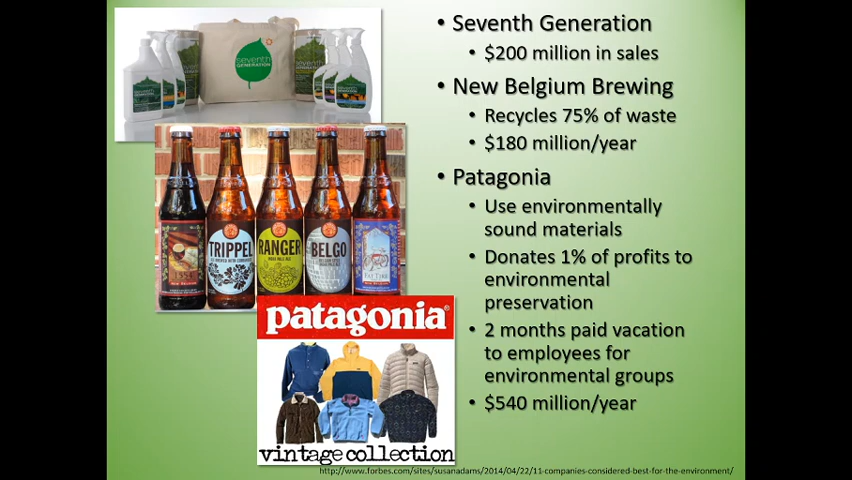 • Seventh Generation
• $200 million in sales
• New Belgium Brewing
• Recycles 75% of waste
• $180 million/year
• Patagonia
• Use environmentally
sound materials
• Donates 1% of profits to
environmental
preservation
• 2 months paid vacation
to employees for
environmental groups
• $540 million/year
seventh
GENERATION
1554
TRIPPEL
RANGER
BELGO
FAT TIRE
patagonia®
vintage collection
http://www.forbes.com/sites/susanadams/2014/04/22/11-companies-considered-best-for-the-environment/